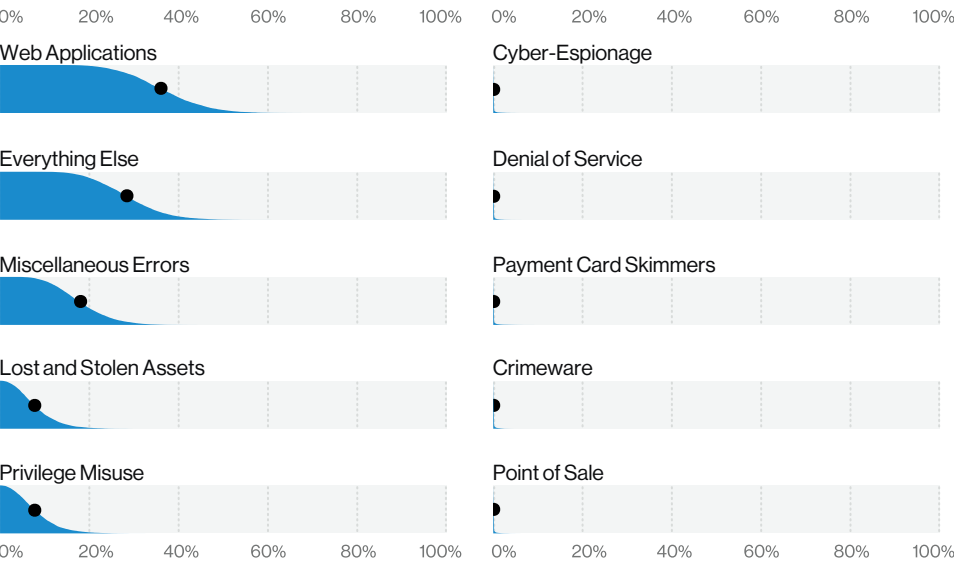 0% 20% 40% 60% 80% 100%
Web Applications
Everything Else
Miscellaneous Errors
Lost and Stolen Assets
Privilege Misuse
0% 20% 40% 60% 80% 100%
0% 20% 40% 60% 80% 100%
Cyber-Espionage
Denial of Service
Payment Card Skimmers
Crimeware
Point of Sale
0% 20% 40% 60% 80% 100%